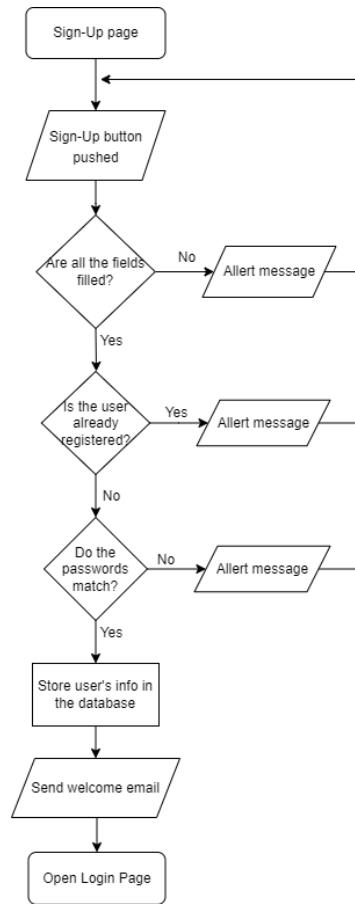 Sign-Up page
Sign-Up button
pushed
Are all the fields
filled?
No
Allert message
Yes
Is the user
already
registered?
Yes
Allert message
No
Do the
passwords
match?
No
Allert message
Yes
Store user's info in
the database
Send welcome email
Open Login Page